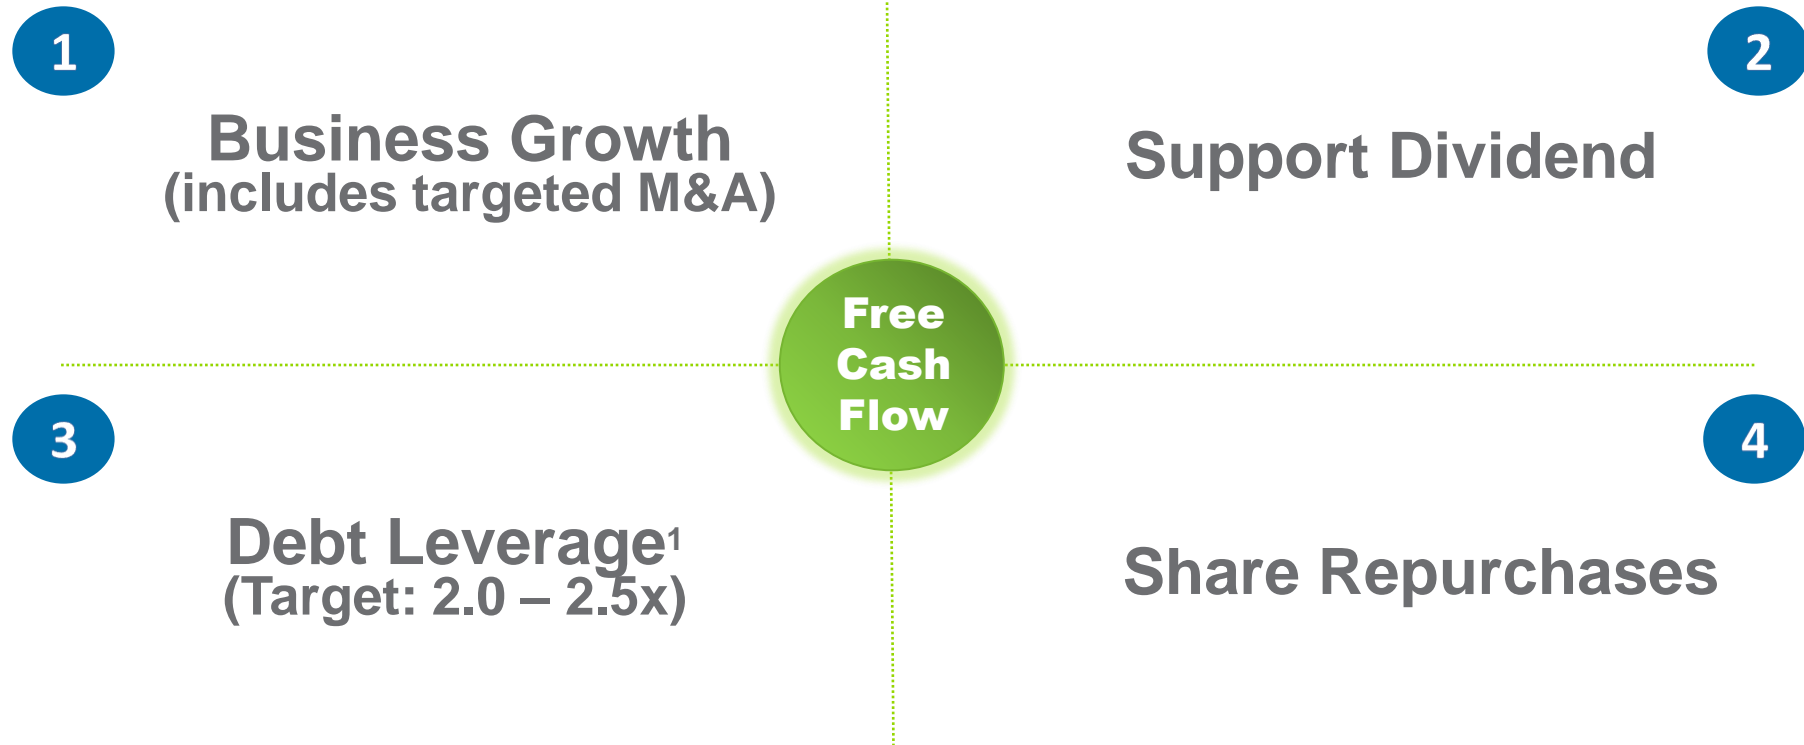 1
Business Growth
(includes targeted M&A)
2
Support Dividend
Free
Cash
Flow
3
Debt Leverage¹
(Target: 2.0 – 2.5x)
4
Share Repurchases